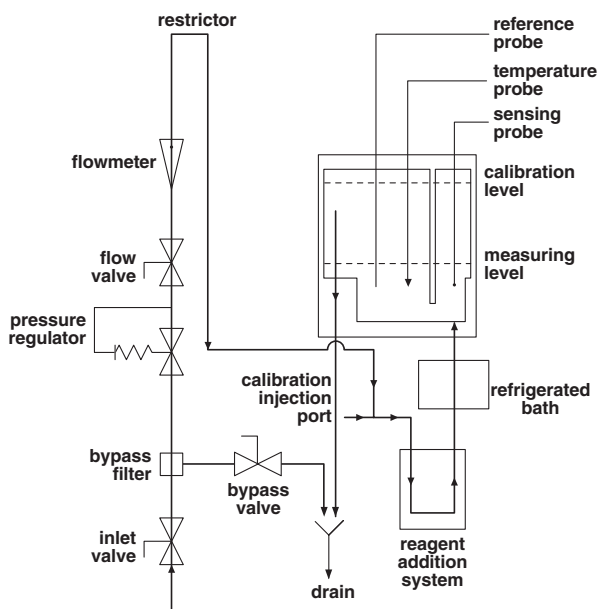 restrictor
reference
probe
temperature
probe
sensing
probe
flowmeter
calibration
level
flow
valve
measuring
level
pressure
regulator
calibration
injection
port
refrigerated
bath
bypass
filter
bypass
valve
inlet
valve
reagent
addition
system
drain